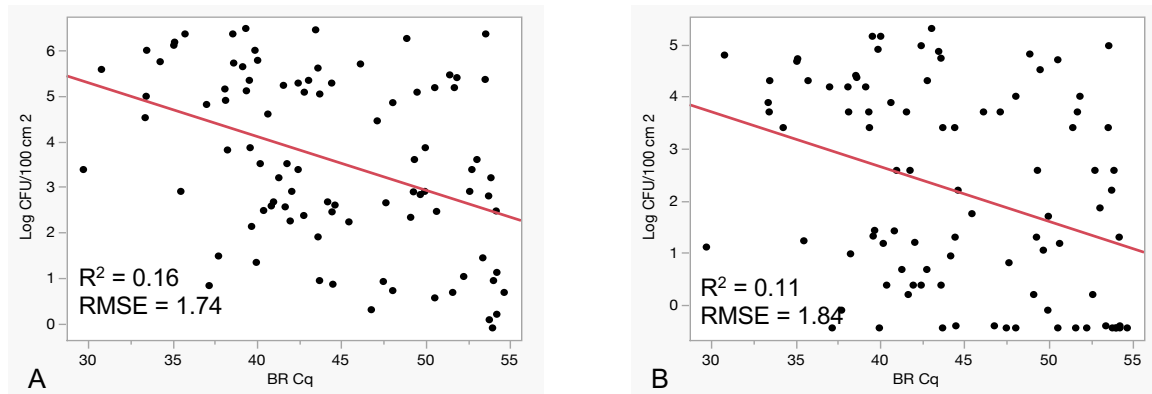 6
5
4
3
2
1
0
Log CFU/100 cm 2
R2 = 0.16
RMSE = 1.74
30 35 40 45 50 55
BR Cq
A
5
4
3
2
1
0
Log CFU/100 cm 2
R2 = 0.11
RMSE = 1.84
30 35 40 45 50 55
BR Cq
B